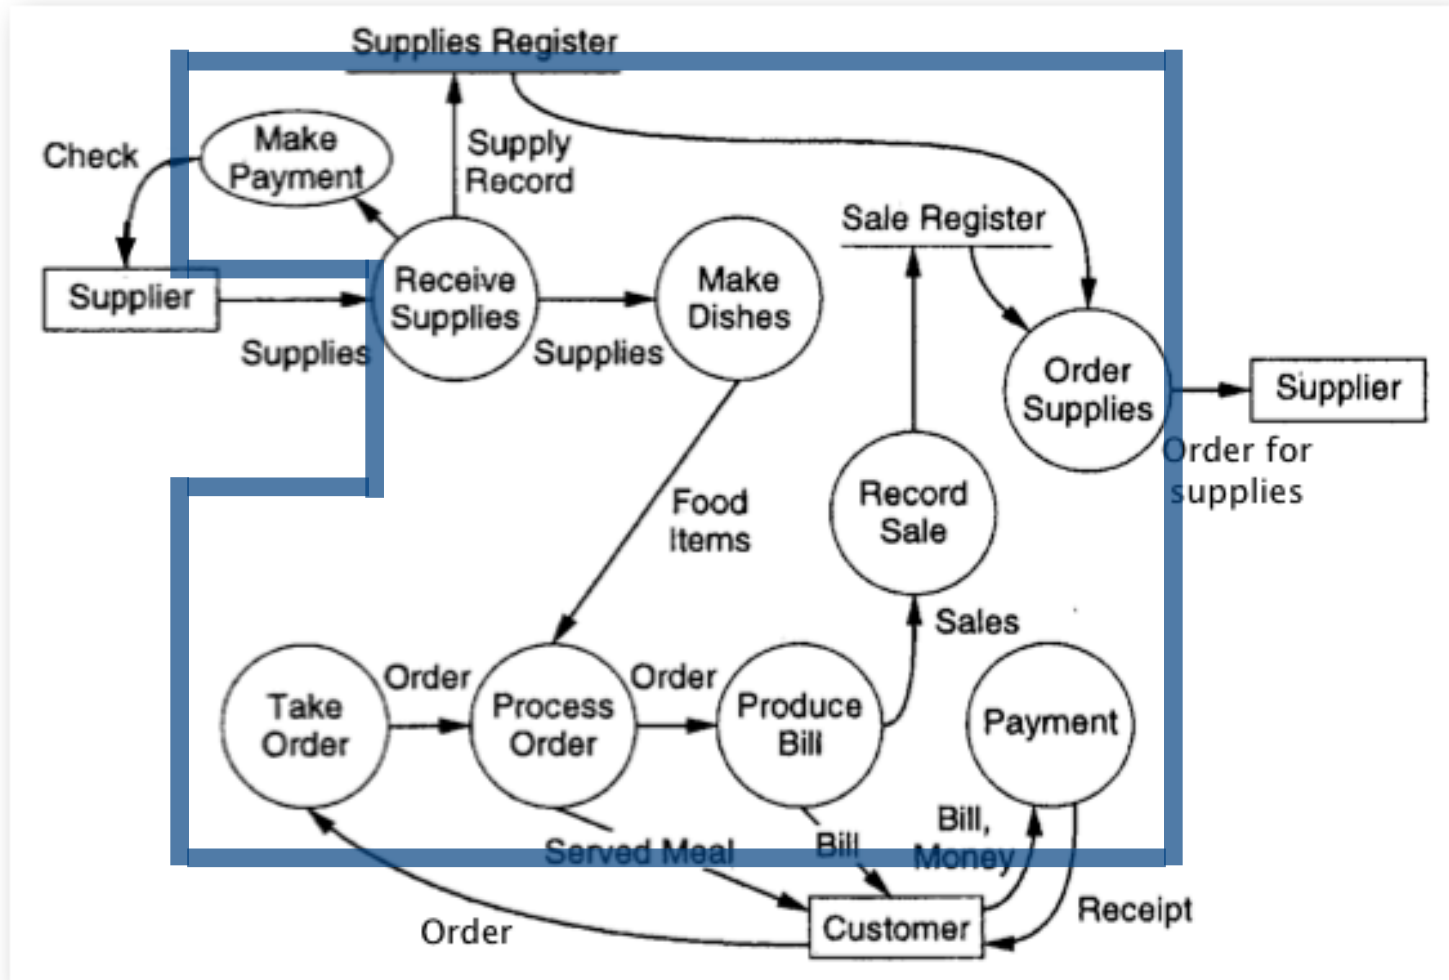 Supplies Register
Check
Make
Payment
Supply
Record
Sale Register
Supplier
Receive
Supplies
Make
Dishes
Supplies
Supplies
Order
Supplies
Supplier
Order for
supplies
Food
Items
Record
Sale
Sales
Take
Order
Order
Process
Order
Order
Produce
Bill
Payment
Served Meal
Bill
Bill,
Money
Order
Customer
Receipt